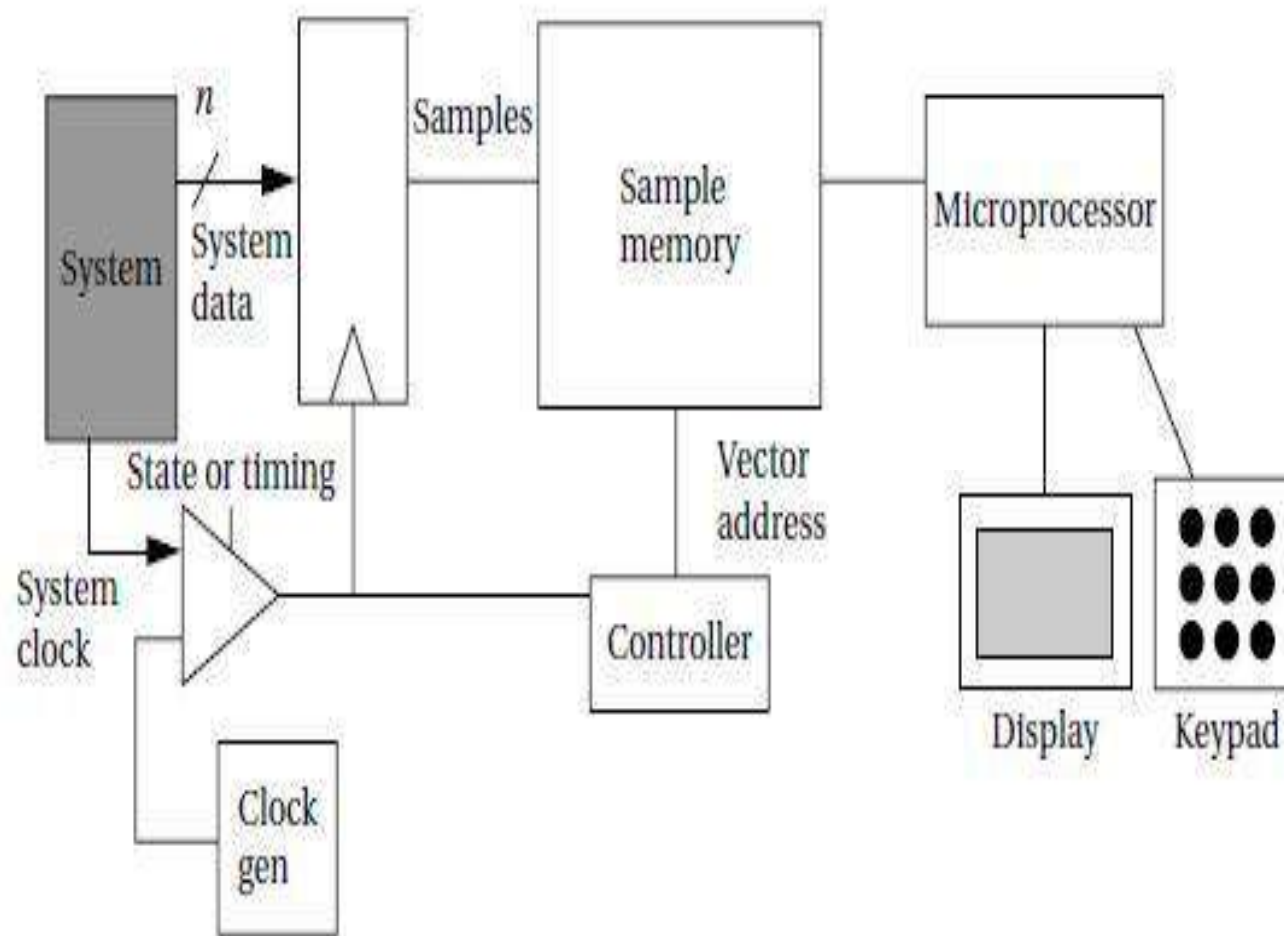 n
Samples
System
data
System
Sample
memory
Microprocessor
State or timing
Vector
address
System
clock
Controller
Display
Keypad
Clock
gen